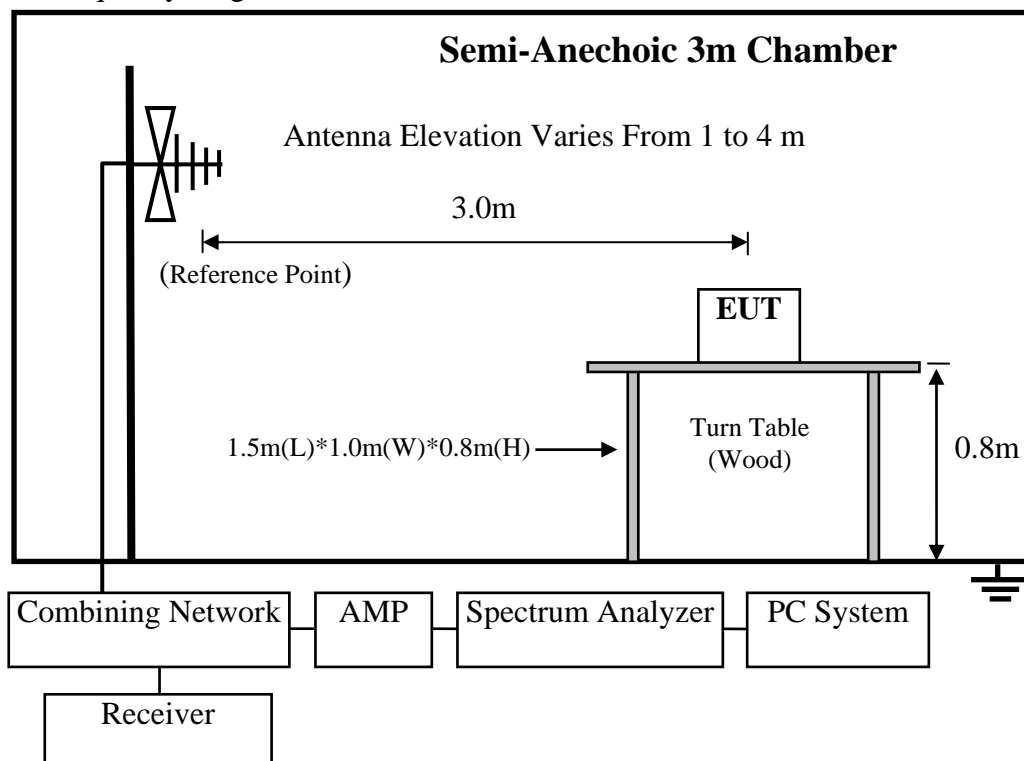 Semi-Anechoic 3m Chamber
Antenna Elevation Varies From 1 to 4 m
3.0m
(Reference Point)
EUT
1.5m(L)*1.0m(W)*0.8m(H)
Turn Table
(Wood)
0.8m
Combining Network
AMP
Spectrum Analyzer
PC System
Receiver